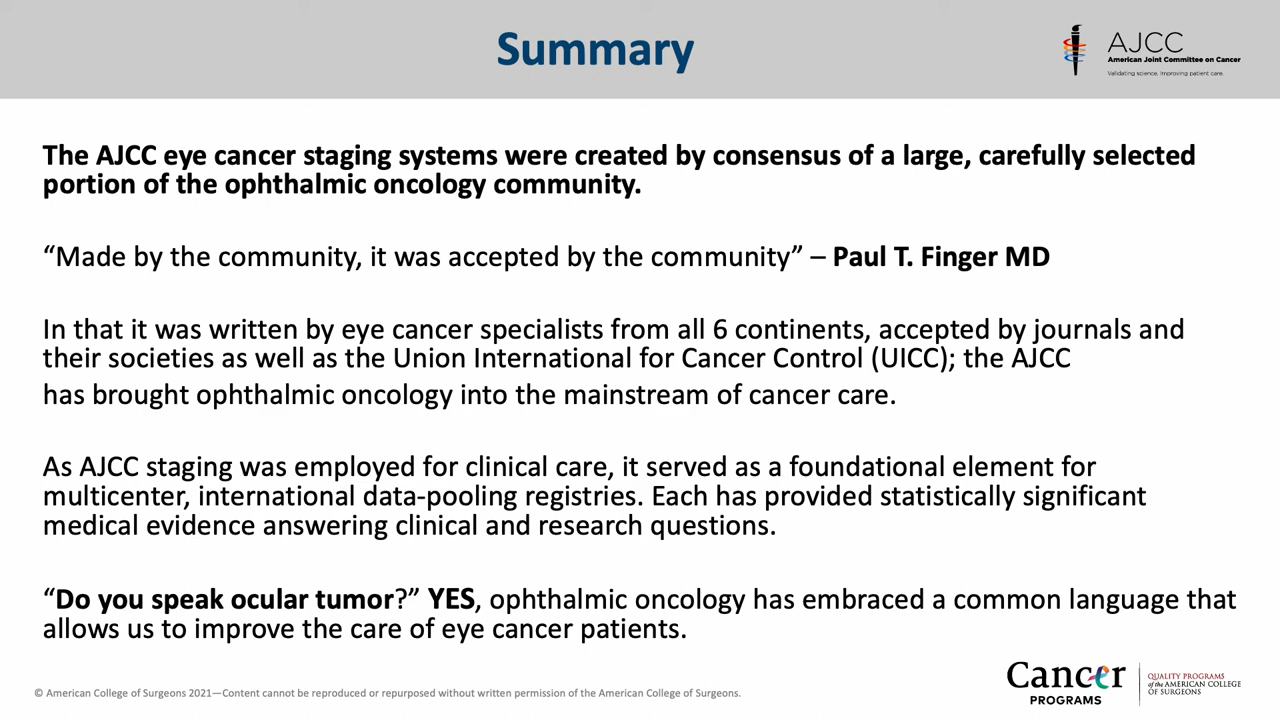 Summary
AJCC
American Joint Committee on Cancer
Validating science. Improving patient care.
The AJCC eye cancer staging systems were created by consensus of a large, carefully selected
portion of the ophthalmic oncology community.
“Made by the community, it was accepted by the community” – Paul T. Finger MD
In that it was written by eye cancer specialists from all 6 continents, accepted by journals and
their societies as well as the Union International for Cancer Control (UICC); the AJCC
has brought ophthalmic oncology into the mainstream of cancer care.
As AJCC staging was employed for clinical care, it served as a foundational element for
multicenter, international data-pooling registries. Each has provided statistically significant
medical evidence answering clinical and research questions.
“Do you speak ocular tumor?” YES, ophthalmic oncology has embraced a common language that
allows us to improve the care of eye cancer patients.
© American College of Surgeons 2021—Content cannot be reproduced or repurposed without written permission of the American College of Surgeons.
Cancer
PROGRAMS
QUALITY PROGRAMS
of the AMERICAN COLLEGE
OF SURGEONS